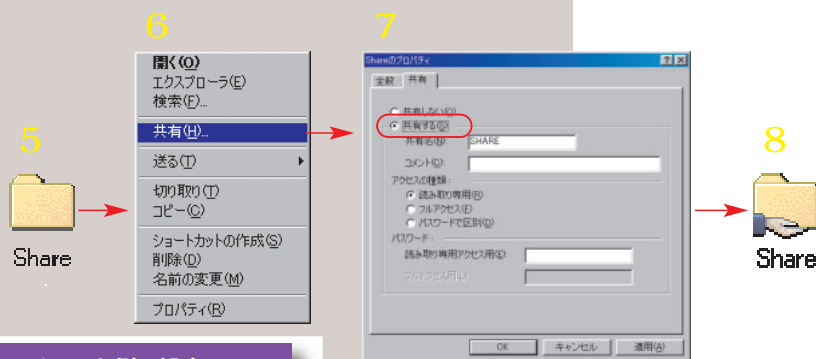 5
Share
6
開く(O)
エクスプローラ(E)
検索(F)...
共有(H)...
送る(T)
切り取り(T)
コピー(C)
ショートカットの作成(S)
削除(D)
名前の変更(M)
プロパティ(R)
7
Shareのプロパティ
全般 共有
共有しない(O)
共有する(S)
共有名(N): SHARE
コメント(C):
アクセスの種類:
読み取り専用(R)
フルアクセス(F)
パスワードで区別(D)
パスワード:
読み取り専用アクセス用(E):
フルアクセス用(U):
OK キャンセル 適用(A)
8
Share